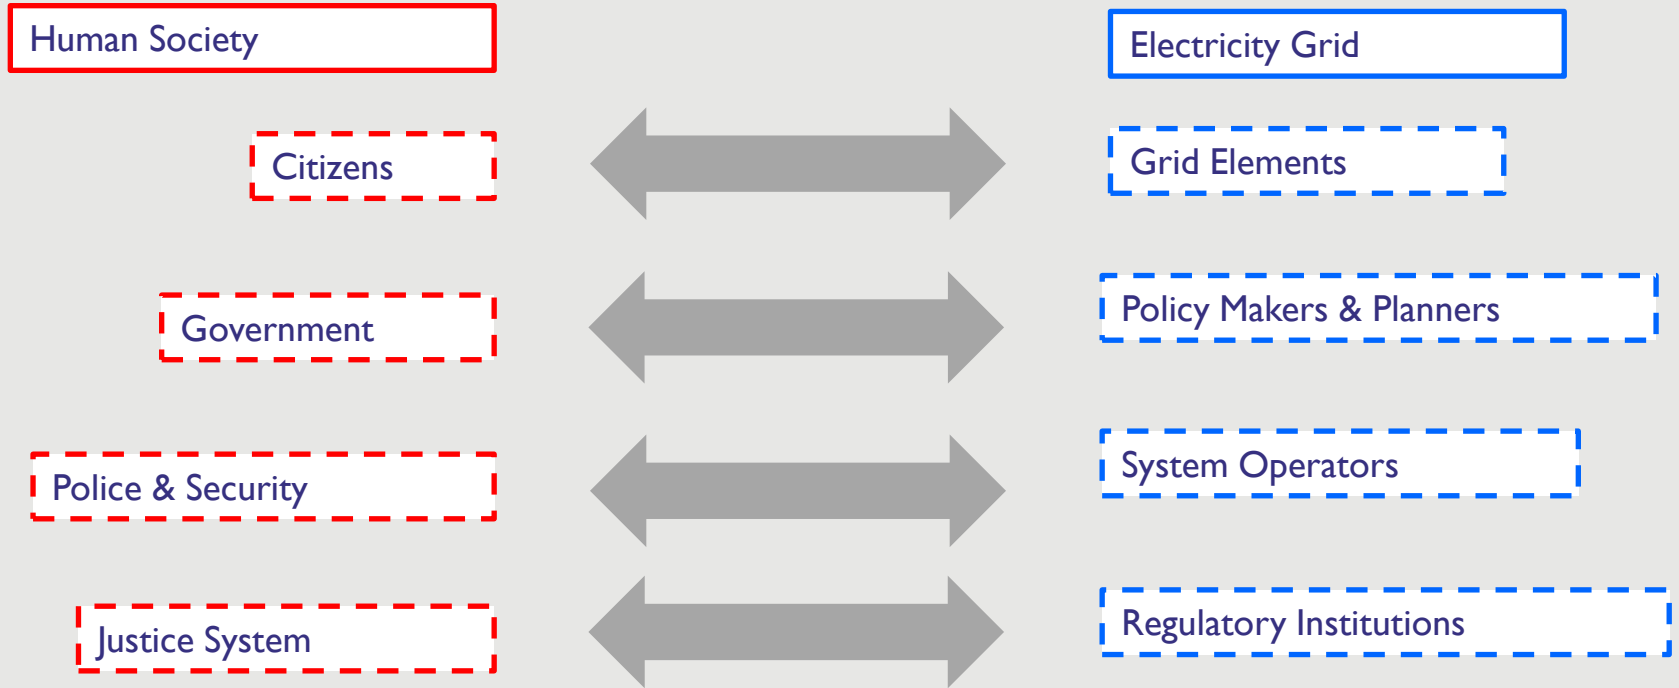 Human Society
Electricity Grid
Citizens
Grid Elements
Government
Policy Makers & Planners
Police & Security
System Operators
Justice System
Regulatory Institutions